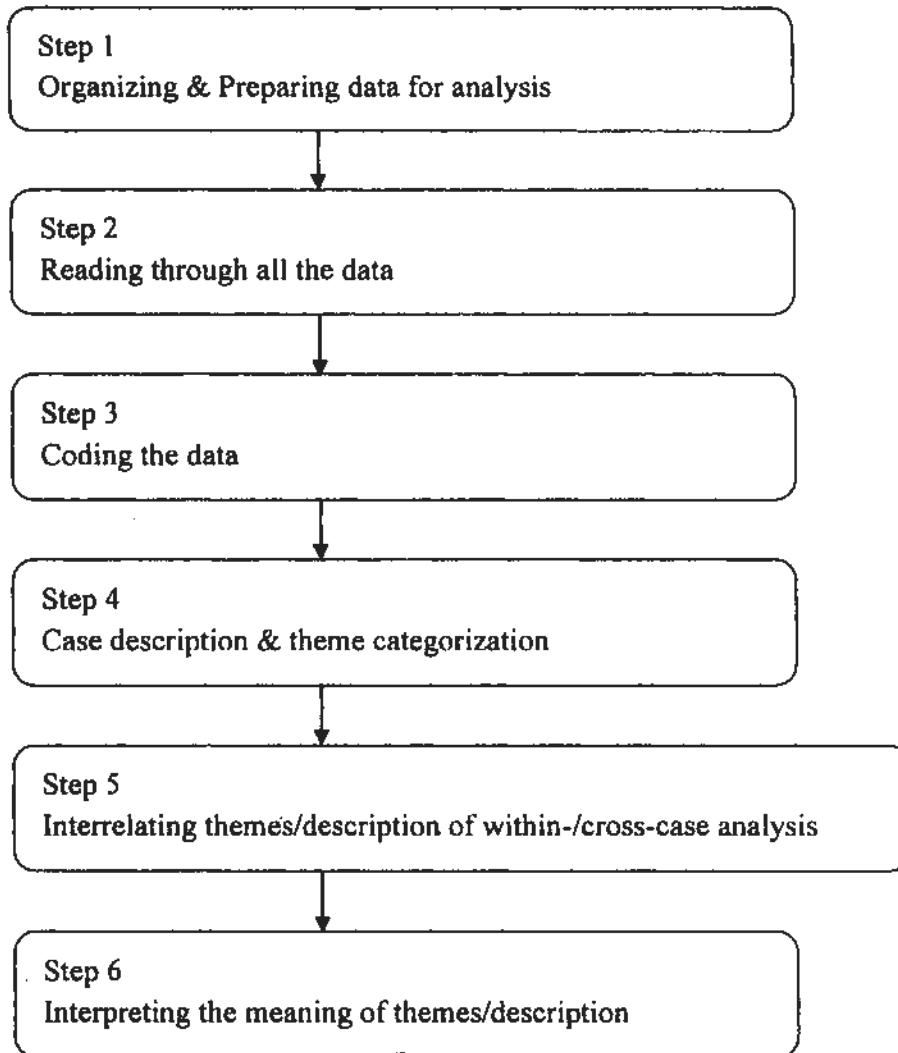 Step 1
Organizing & Preparing data for analysis
Step 2
Reading through all the data
Step 3
Coding the data
Step 4
Case description & theme categorization
Step 5
Interrelating themes/description of within-/cross-case analysis
Step 6
Interpreting the meaning of themes/description